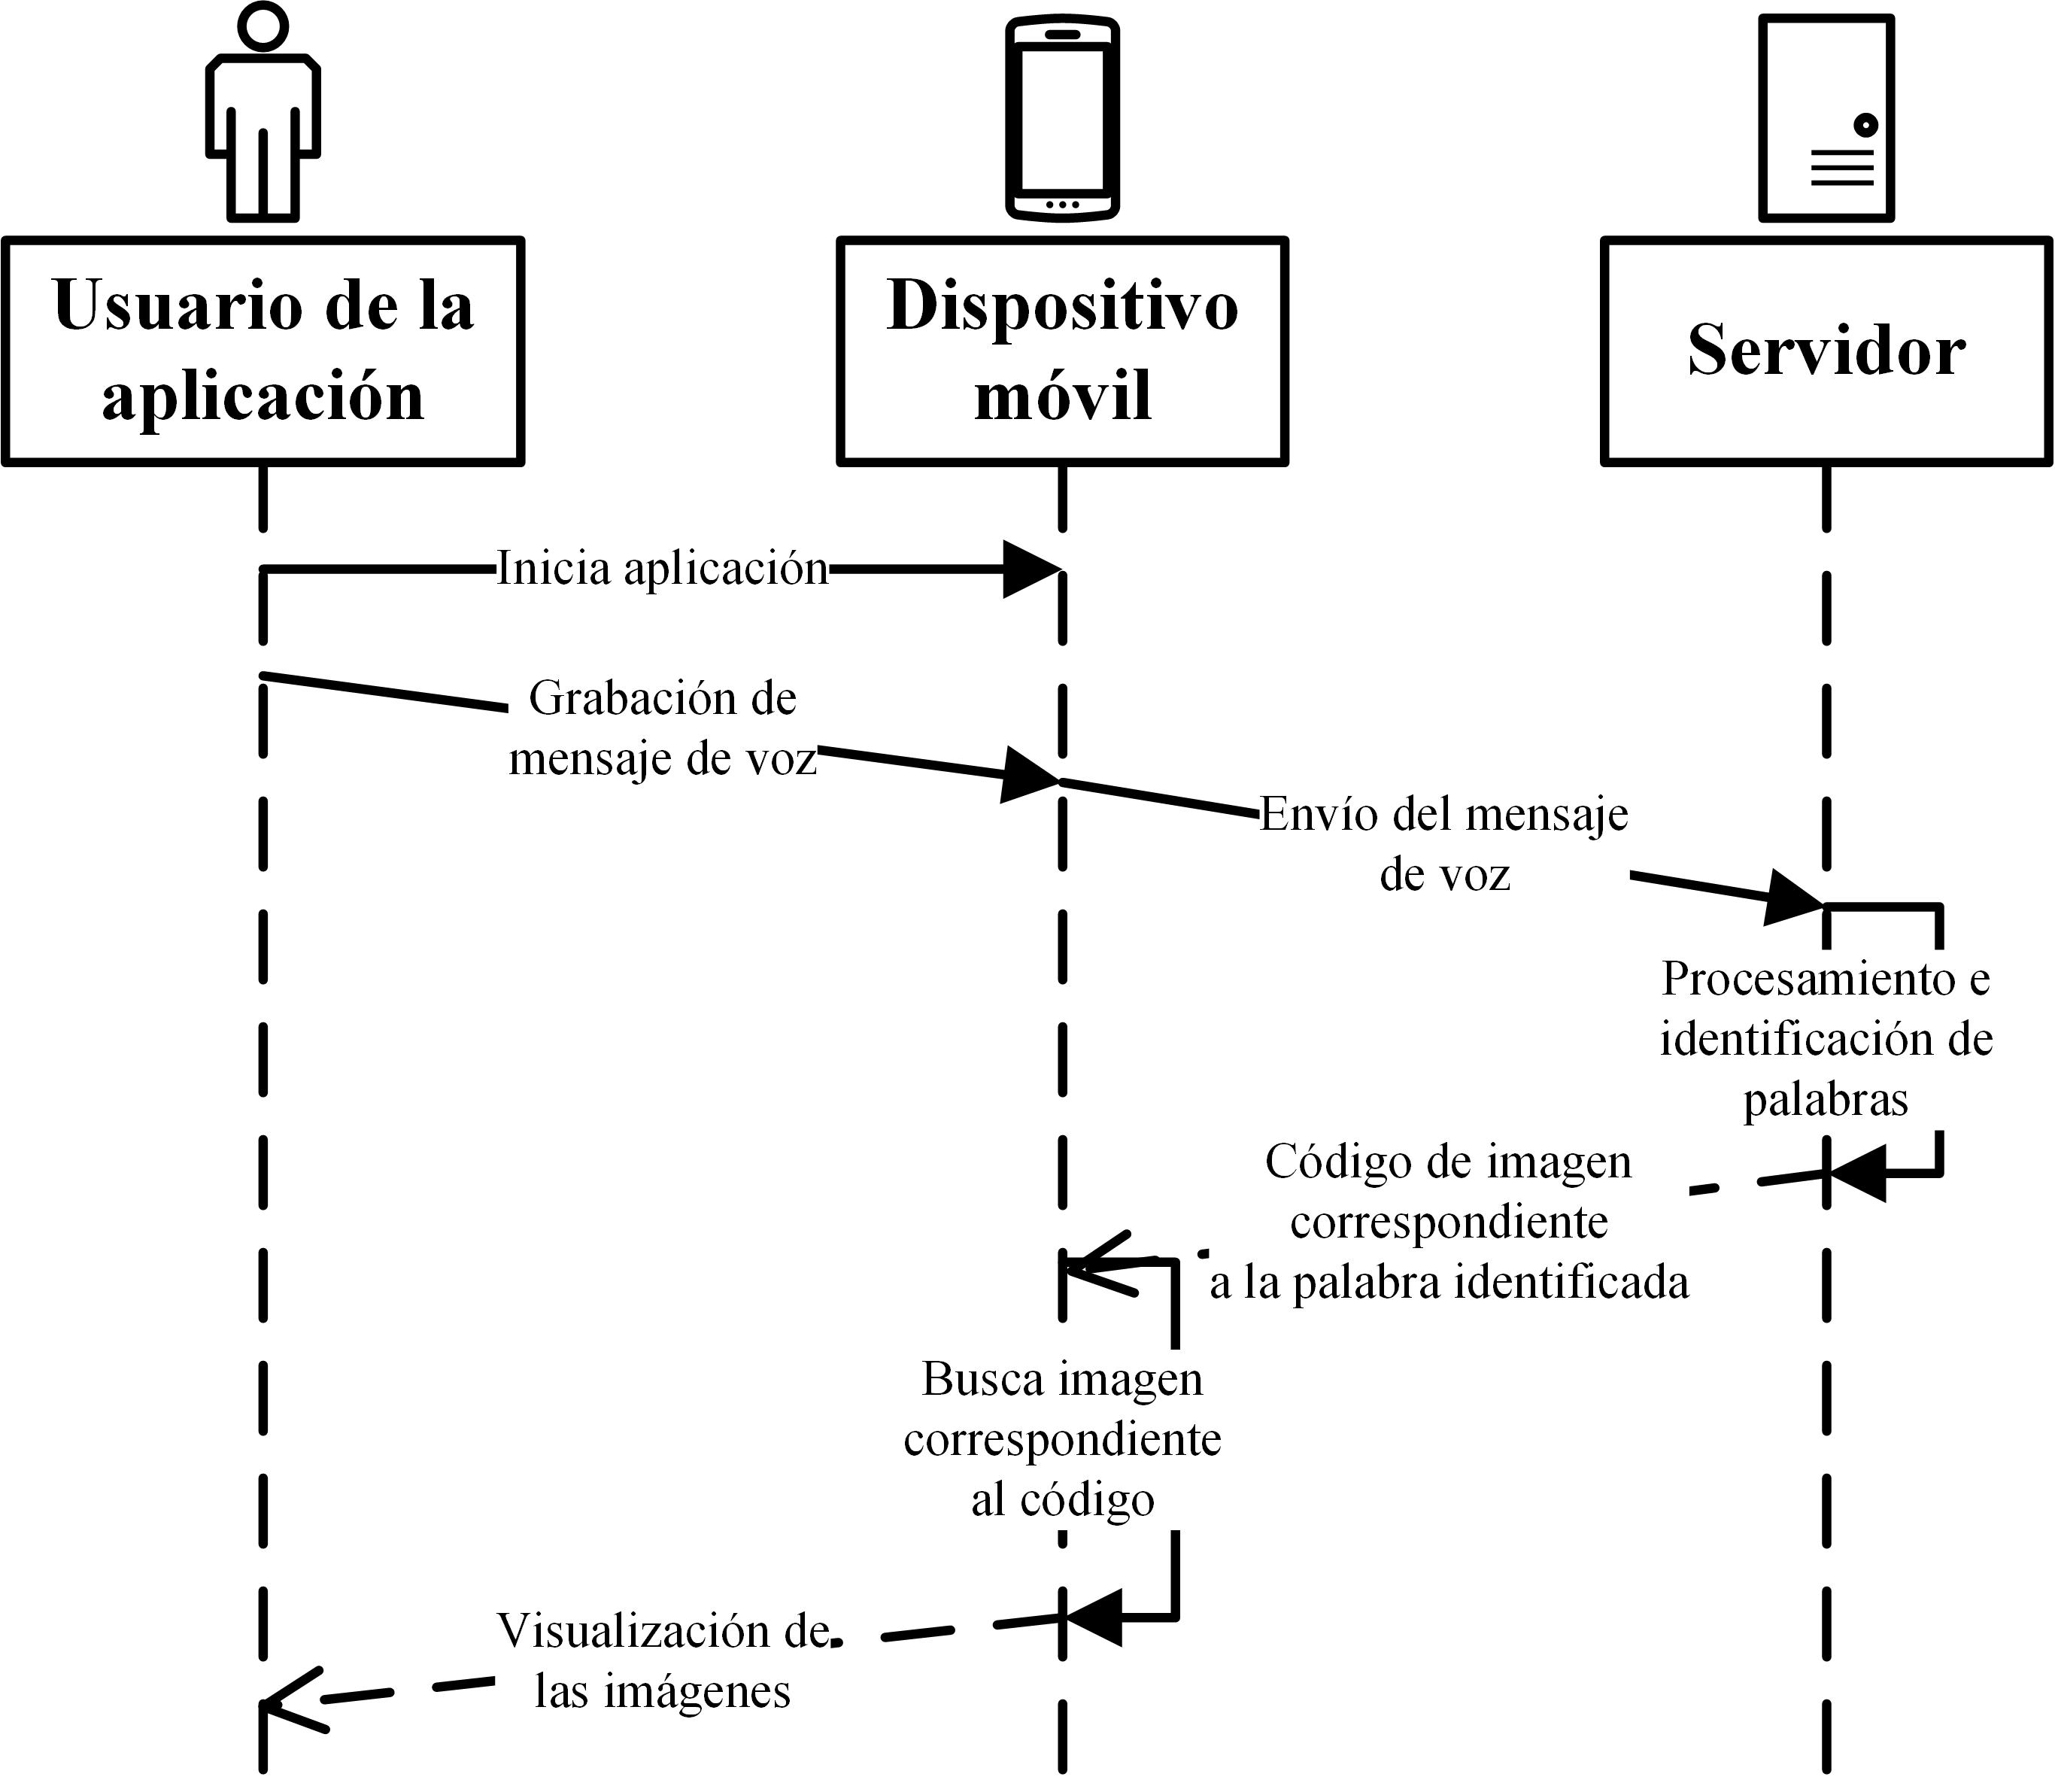 Usuario de la
aplicación
Dispositivo
móvil
Servidor
Inicia aplicación
Grabación de
mensaje de voz
Envío del mensaje
de voz
Procesamiento e
identificación de
palabras
Código de imagen
correspondiente
a la palabra identificada
Busca imagen
correspondiente
al código
Visualización de
las imágenes